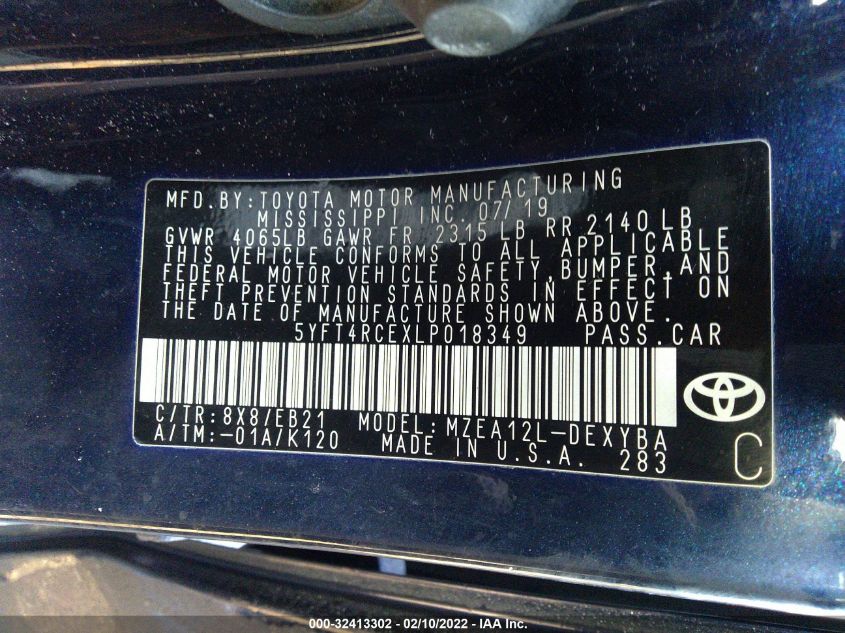 MFD.BY:TOYOTA MOTOR MANUFACTURING
MISSISSIPPI INC. 07/19
GVWR 4065LB GAWR FR 2315LB RR 2140LB
THIS VEHICLE CONFORMS TO ALL APPLICABLE
FEDERAL MOTOR VEHICLE SAFETY,BUMPER,AND
THEFT PREVENTION STANDARDS IN EFFECT ON
THE DATE OF MANUFACTURE SHOWN ABOVE.
5YFT4RCEXLP018349 PASS.CAR
C/TR:8X8/EB21 MODEL:MZEA12L-DEXYBA
A/TM:-01A/K120 MADE IN U.S.A. 283
C
000-32413302 — 02/10/2022 — IAA Inc.